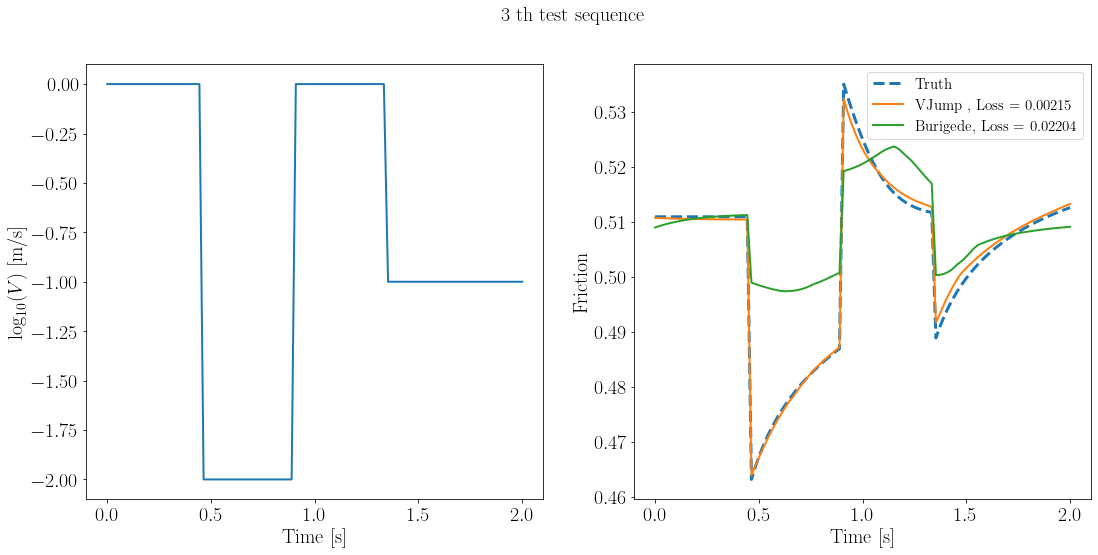 3 th test sequence
0.00
−0.25
−0.50
−0.75
−1.00
−1.25
−1.50
−1.75
−2.00
log₁₀(V) [m/s]
0.0 0.5 1.0 1.5 2.0
Time [s]
Truth
VJump , Loss = 0.00215
Burigede, Loss = 0.02204
0.53
0.52
0.51
0.50
0.49
0.48
0.47
0.46
Friction
0.0 0.5 1.0 1.5 2.0
Time [s]